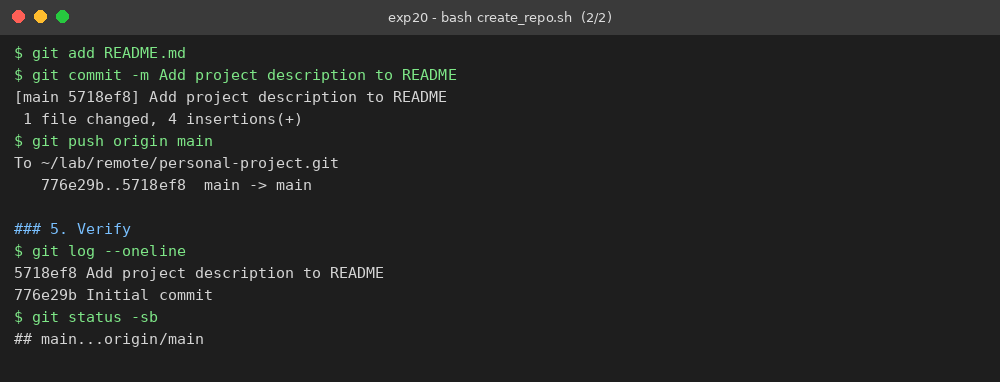 exp20 - bash create_repo.sh (2/2)
$ git add README.md
$ git commit -m Add project description to README
[main 5718ef8] Add project description to README
 1 file changed, 4 insertions(+)
$ git push origin main
To ~/lab/remote/personal-project.git
   776e29b..5718ef8  main -> main
### 5. Verify
$ git log --oneline
5718ef8 Add project description to README
776e29b Initial commit
$ git status -sb
## main...origin/main